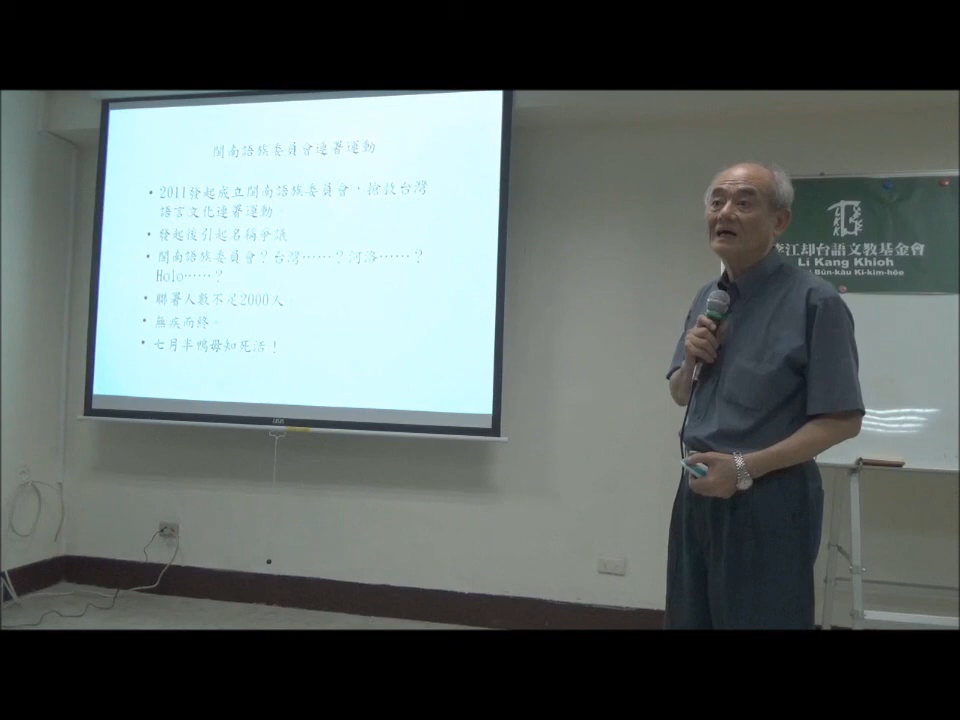 閩南語族委員會連署運動
• 2011發起成立閩南語族委員會，搶救台灣
語言文化連署運動。
• 發起後引起名稱爭議
• 閩南語族委員會？台灣……？河洛……？
Holo……？
• 聯署人數不足2000人
• 無疾而終。
• 七月半鴨毋知死活！
李江却台語文教基金會
Li Kang Khioh
Bûn-kàu Ki-kim-hōe